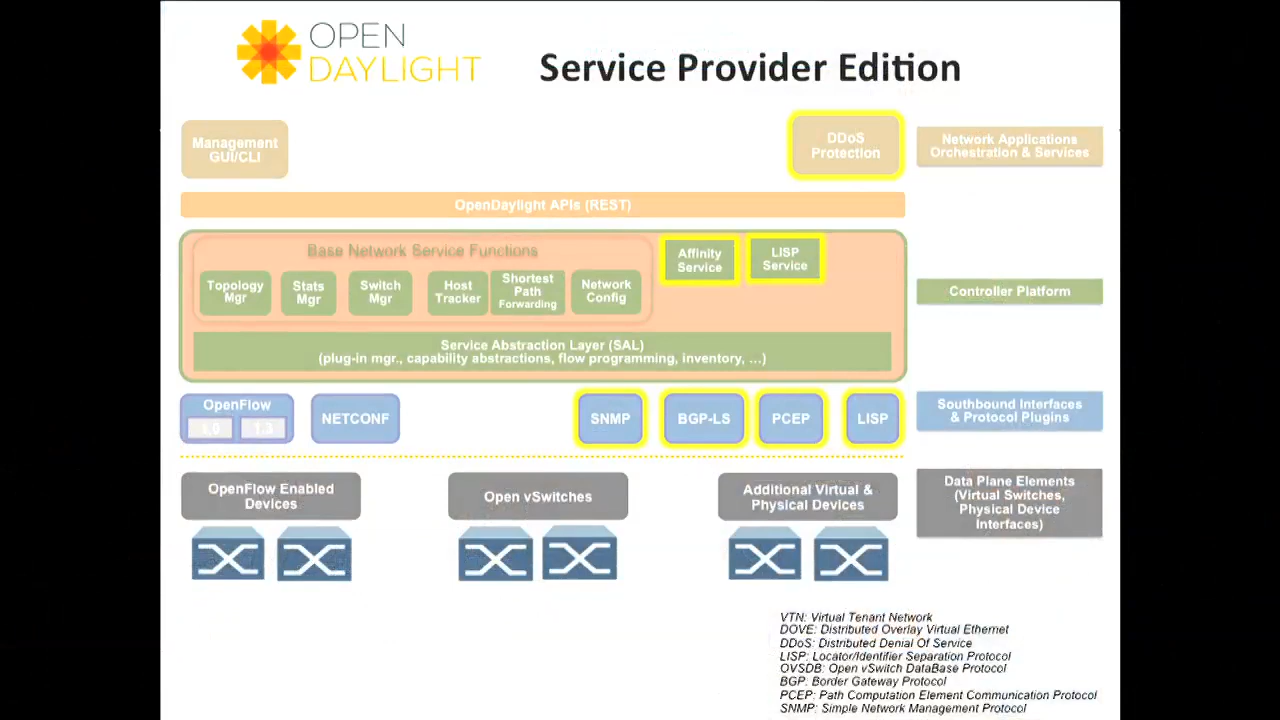 OPEN
DAYLIGHT
Service Provider Edition
Management
GUI/CLI
DDoS
Protection
Network Applications
Orchestration & Services
OpenDaylight APIs (REST)
Base Network Service Functions
Topology
Mgr
Stats
Mgr
Switch
Mgr
Host
Tracker
Shortest
Path
Forwarding
Network
Config
Affinity
Service
LISP
Service
Controller Platform
Service Abstraction Layer (SAL)
(plug-in mgr., capability abstractions, flow programming, inventory, …)
OpenFlow
1.0
1.3
NETCONF
SNMP
BGP-LS
PCEP
LISP
Southbound Interfaces
& Protocol Plugins
OpenFlow Enabled
Devices
Open vSwitches
Additional Virtual &
Physical Devices
Data Plane Elements
(Virtual Switches,
Physical Device
Interfaces)
VTN: Virtual Tenant Network
DOVE: Distributed Overlay Virtual Ethernet
DDoS: Distributed Denial Of Service
LISP: Locator/Identifier Separation Protocol
OVSDB: Open vSwitch DataBase Protocol
BGP: Border Gateway Protocol
PCEP: Path Computation Element Communication Protocol
SNMP: Simple Network Management Protocol